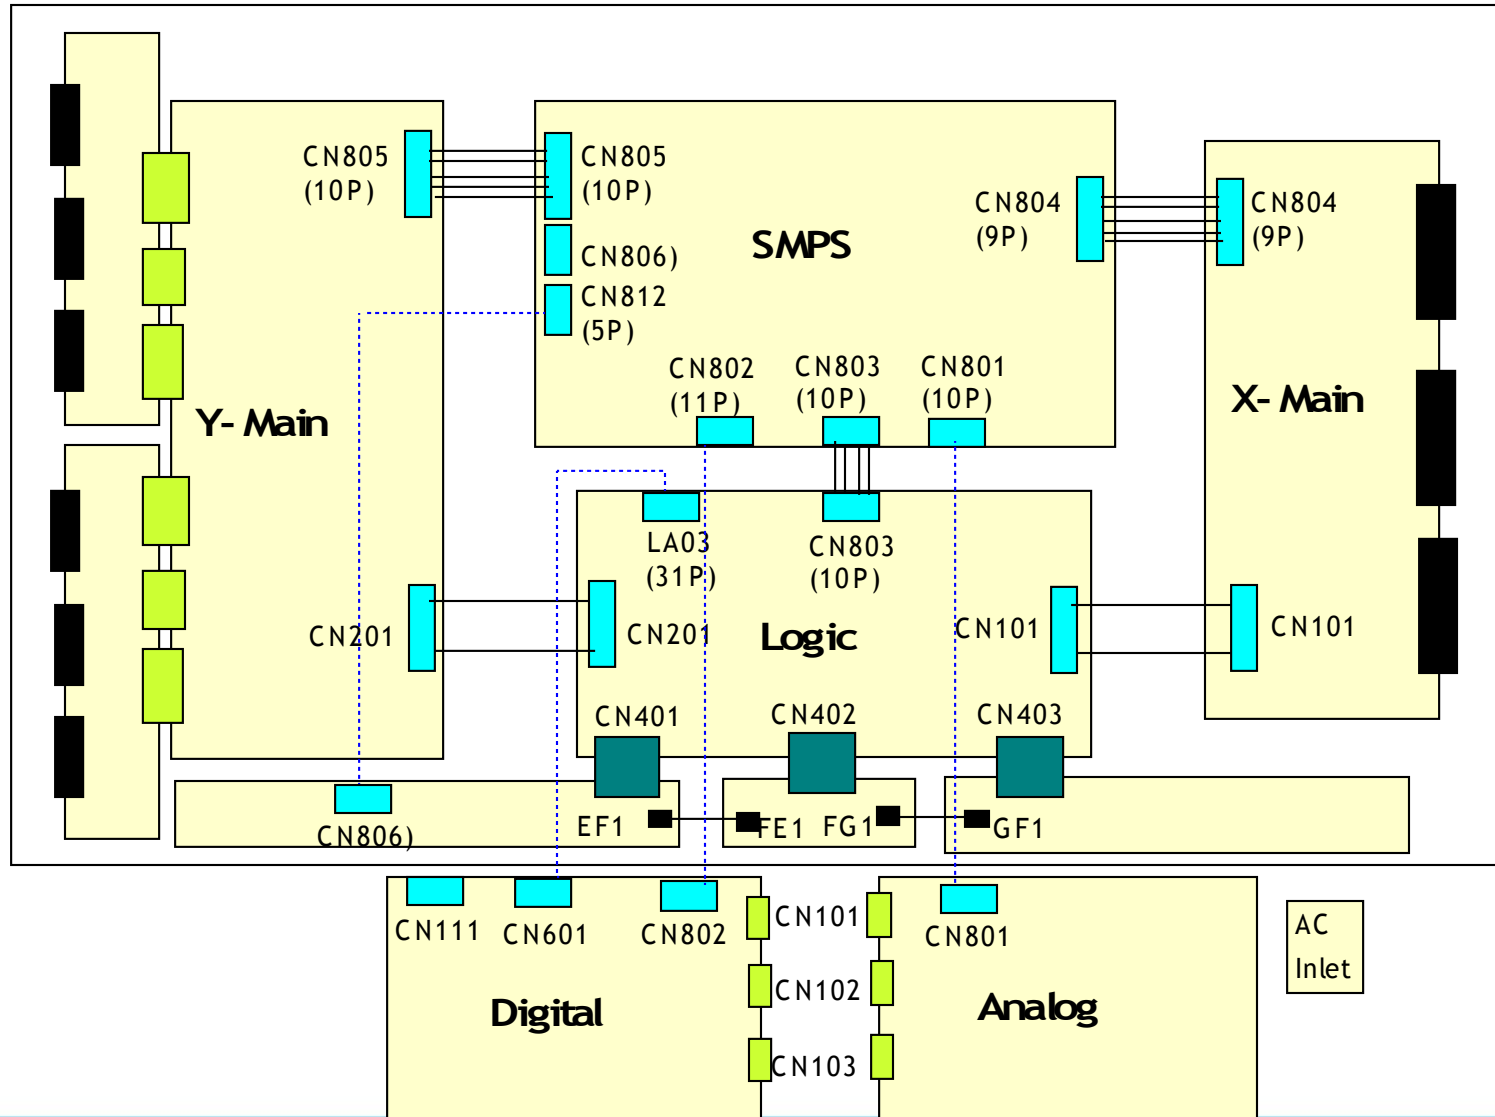 CN805
(10P)
CN805
(10P)
CN806)
CN812
(5P)
SMPS
CN804
(9P)
CN804
(9P)
CN802
(11P)
CN803
(10P)
CN801
(10P)
Y- Main
X- Main
LA03
(31P)
CN803
(10P)
CN201
CN201
Logic
CN101
CN101
CN401
CN402
CN403
CN806)
EF1
FE1
FG1
GF1
CN111
CN601
CN802
CN101
CN801
CN102
CN103
Digital
Analog
AC
Inlet